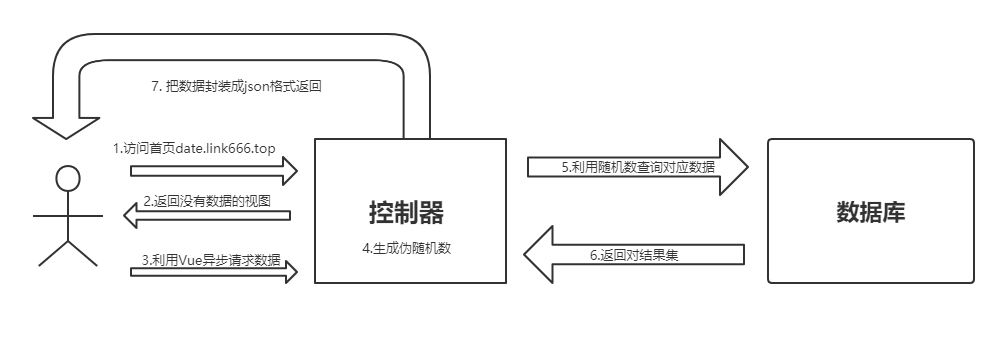 7. 把数据封装成json格式返回
1.访问首页date.link666.top
2.返回没有数据的视图
3.利用Vue异步请求数据
控制器
4.生成伪随机数
5.利用随机数查询对应数据
6.返回对结果集
数据库